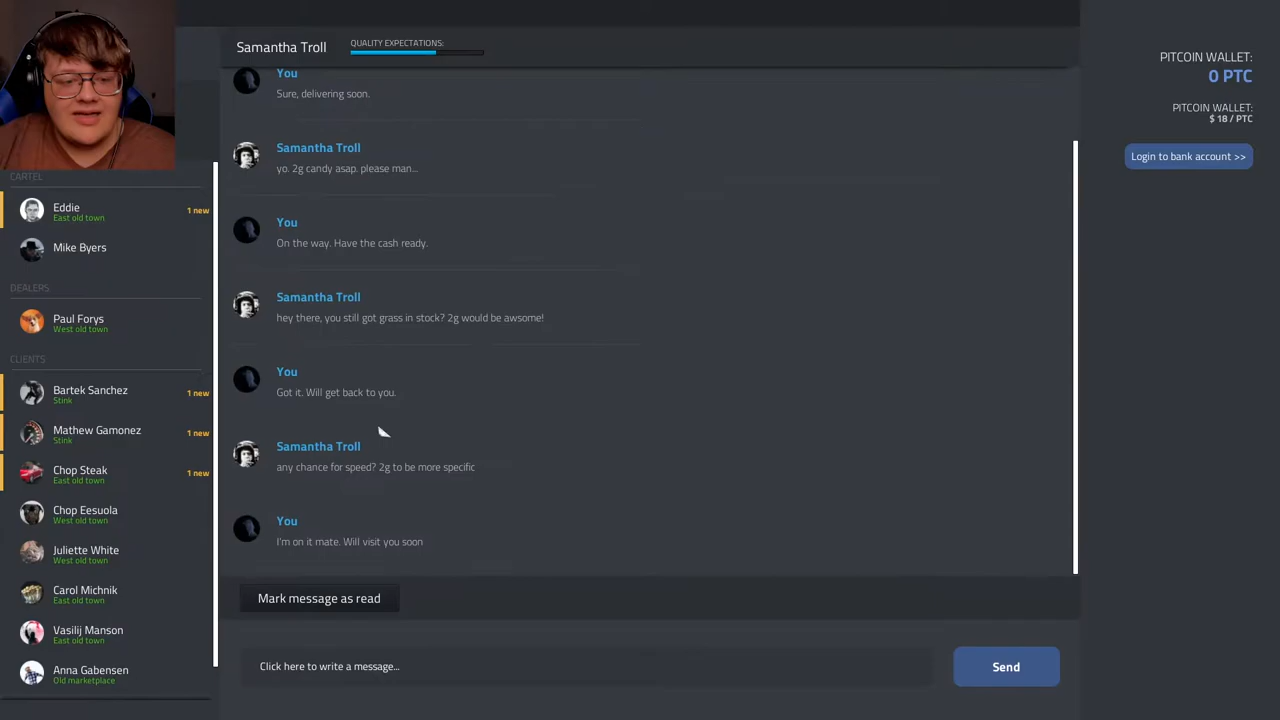 Samantha Troll
QUALITY EXPECTATIONS:
PITCOIN WALLET:
0 PTC
PITCOIN WALLET:
$ 18 / PTC
Login to bank account >>
CARTEL
Eddie
East old town
1 new
Mike Byers
DEALERS
Paul Forys
West old town
CLIENTS
Bartek Sanchez
Stink
1 new
Mathew Gamonez
Stink
1 new
Chop Steak
East old town
1 new
Chop Eesuola
West old town
Juliette White
West old town
Carol Michnik
East old town
Vasilij Manson
East old town
Anna Gabensen
Old marketplace
You
Sure, delivering soon.
Samantha Troll
yo. 2g candy asap. please man...
You
On the way. Have the cash ready.
Samantha Troll
hey there, you still got grass in stock? 2g would be awsome!
You
Got it. Will get back to you.
Samantha Troll
any chance for speed? 2g to be more specific
You
I'm on it mate. Will visit you soon
Mark message as read
Click here to write a message...
Send